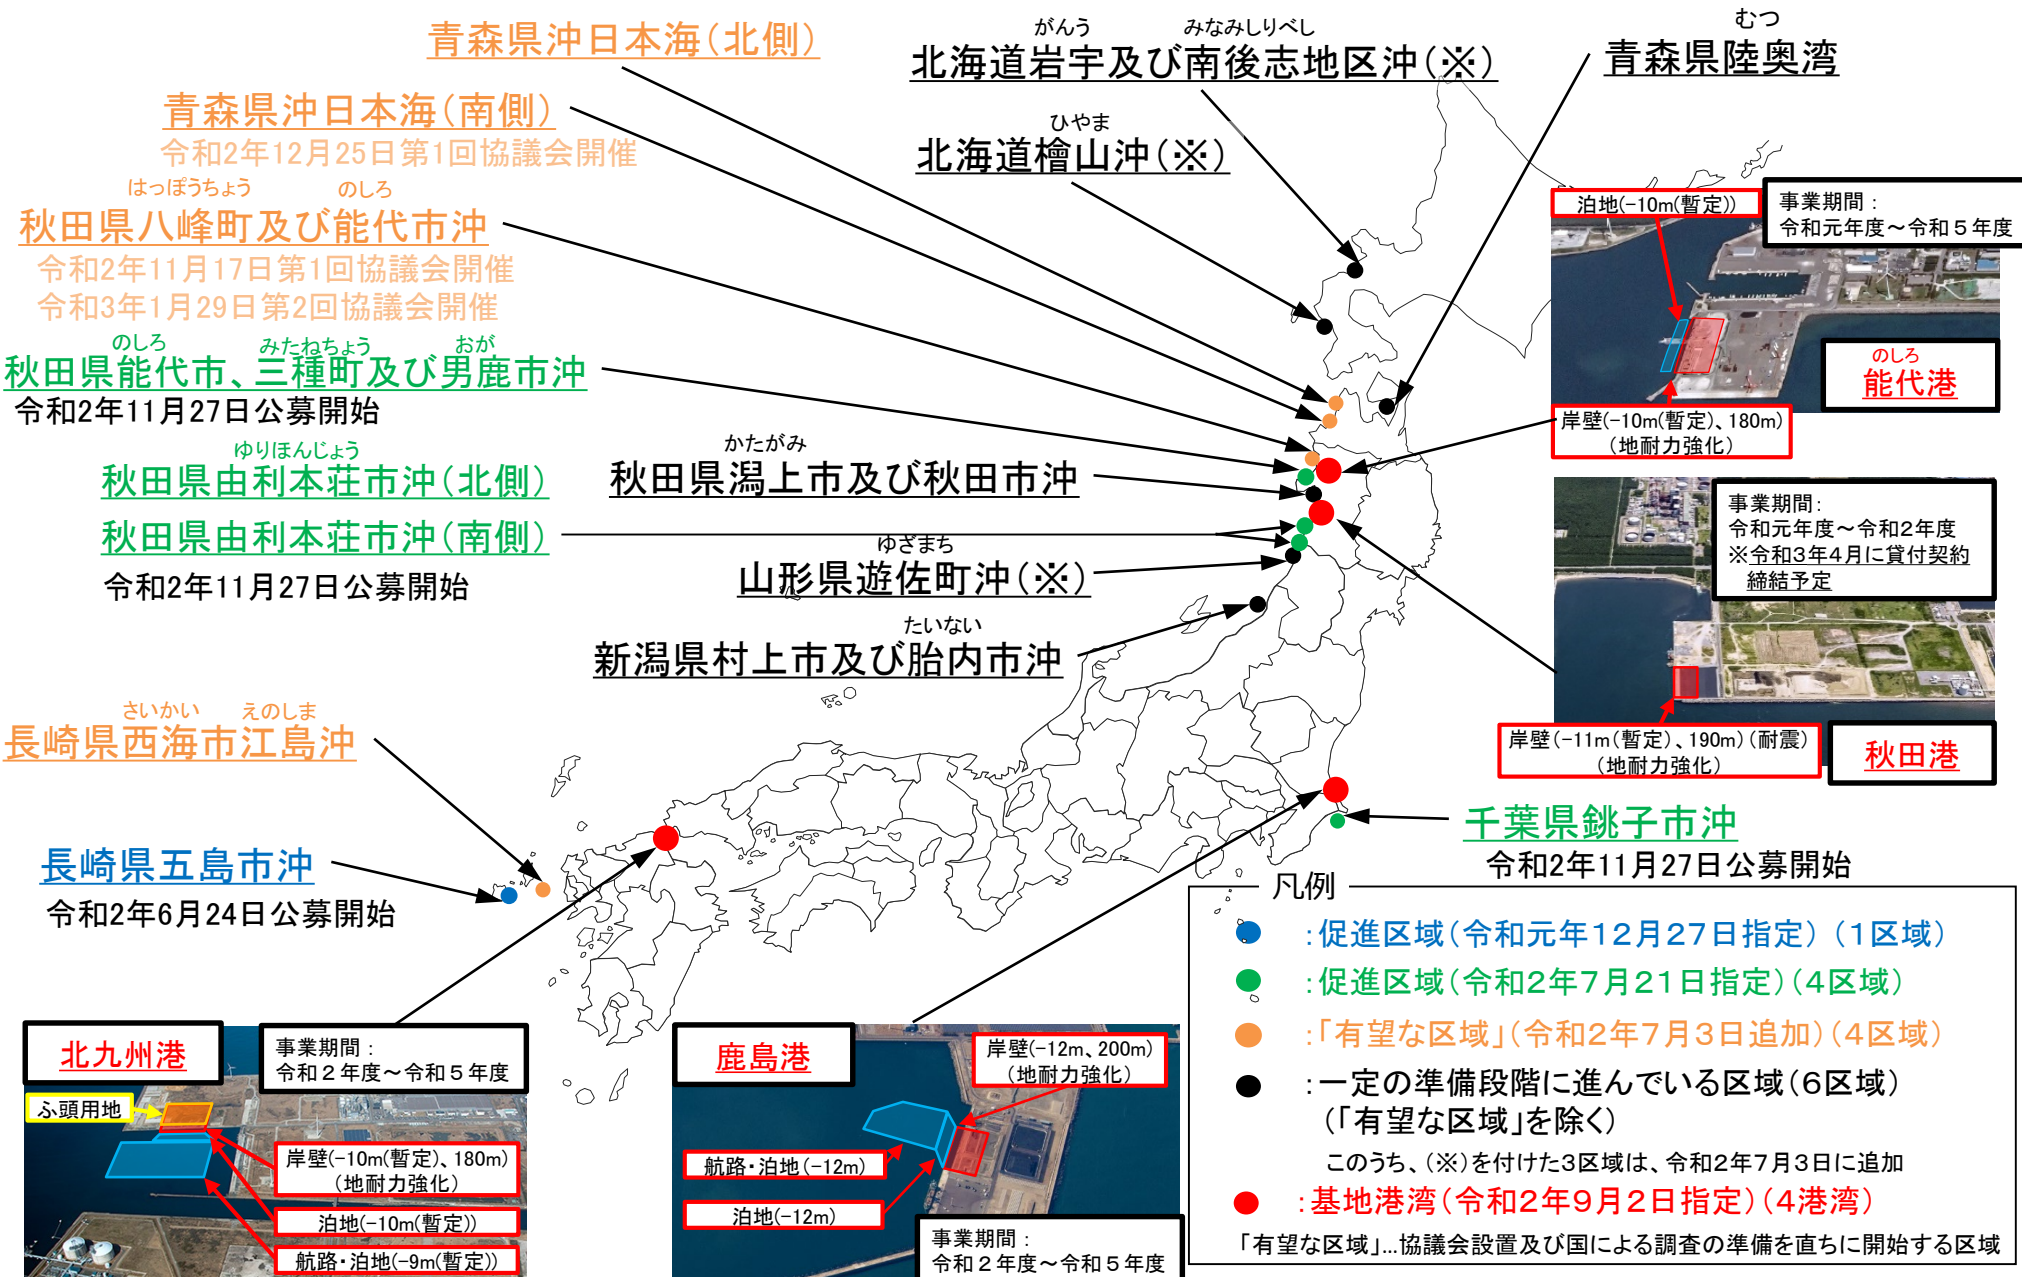 青森県沖日本海(北側)
青森県沖日本海(南側)
令和2年12月25日第1回協議会開催
はっぽうちょう のしろ
秋田県八峰町及び能代市沖
令和2年11月17日第1回協議会開催
令和3年1月29日第2回協議会開催
のしろ みたねちょう おが
秋田県能代市、三種町及び男鹿市沖
令和2年11月27日公募開始
ゆりほんじょう
秋田県由利本荘市沖(北側)
秋田県由利本荘市沖(南側)
令和2年11月27日公募開始
がんう みなみしりべし
北海道岩宇及び南後志地区沖(※)
ひやま
北海道檜山沖(※)
むつ
青森県陸奥湾
かたがみ
秋田県潟上市及び秋田市沖
ゆざまち
山形県遊佐町沖(※)
たいない
新潟県村上市及び胎内市沖
さいかい えのしま
長崎県西海市江島沖
長崎県五島市沖
令和2年6月24日公募開始
泊地(-10m(暫定))
事業期間:
令和元年度～令和5年度
のしろ
能代港
岸壁(-10m(暫定)、180m)
(地耐力強化)
事業期間:
令和元年度～令和2年度
※令和3年4月に貸付契約
締結予定
岸壁(-11m(暫定)、190m)(耐震)
(地耐力強化)
秋田港
千葉県銚子市沖
令和2年11月27日公募開始
北九州港
事業期間:
令和2年度～令和5年度
ふ頭用地
岸壁(-10m(暫定)、180m)
(地耐力強化)
泊地(-10m(暫定))
航路・泊地(-9m(暫定))
鹿島港
岸壁(-12m、200m)
(地耐力強化)
航路・泊地(-12m)
泊地(-12m)
事業期間:
令和2年度～令和5年度
凡例
:促進区域(令和元年12月27日指定)(1区域)
:促進区域(令和2年7月21日指定)(4区域)
:「有望な区域」(令和2年7月3日追加)(4区域)
:一定の準備段階に進んでいる区域(6区域)
(「有望な区域」を除く)
このうち、(※)を付けた3区域は、令和2年7月3日に追加
:基地港湾(令和2年9月2日指定)(4港湾)
「有望な区域」…協議会設置及び国による調査の準備を直ちに開始する区域